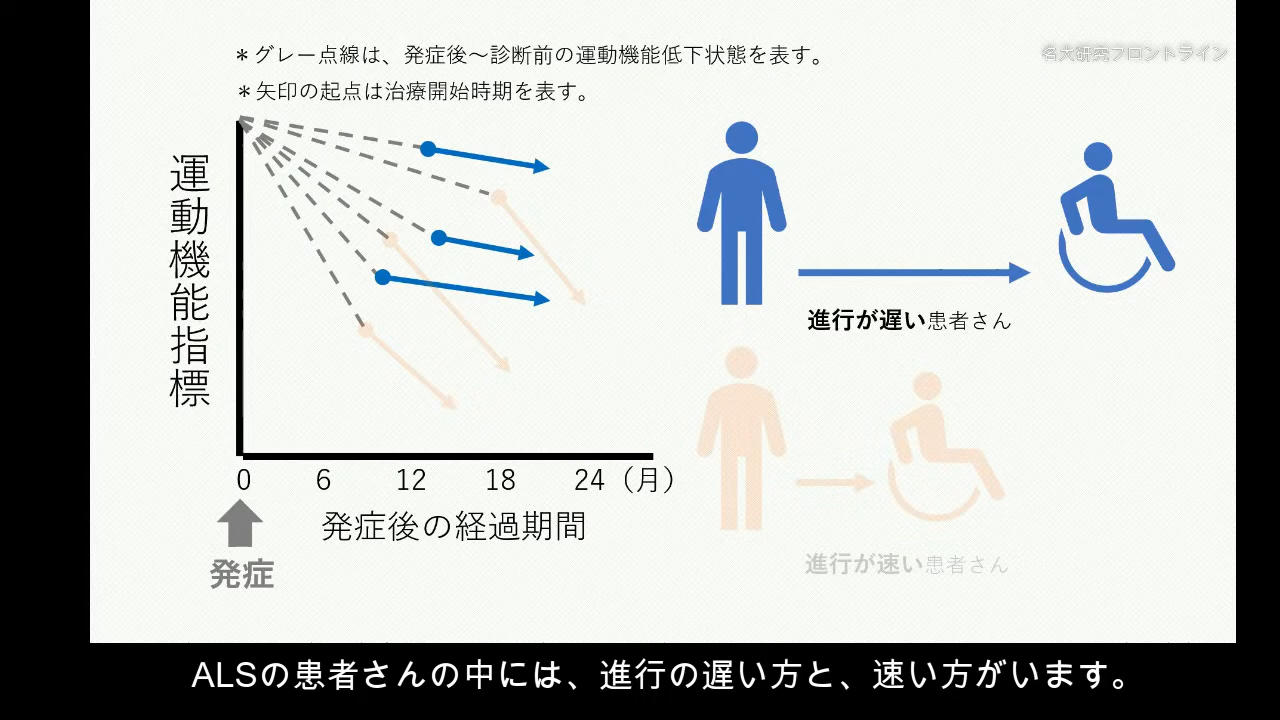 ＊グレー点線は、発症後～診断前の運動機能低下状態を表す。
＊矢印の起点は治療開始時期を表す。
名大研究フロントライン
運動機能指標
進行が遅い患者さん
0 6 12 18 24（月）
発症後の経過期間
発症
進行が速い患者さん
ALSの患者さんの中には、進行の遅い方と、速い方がいます。